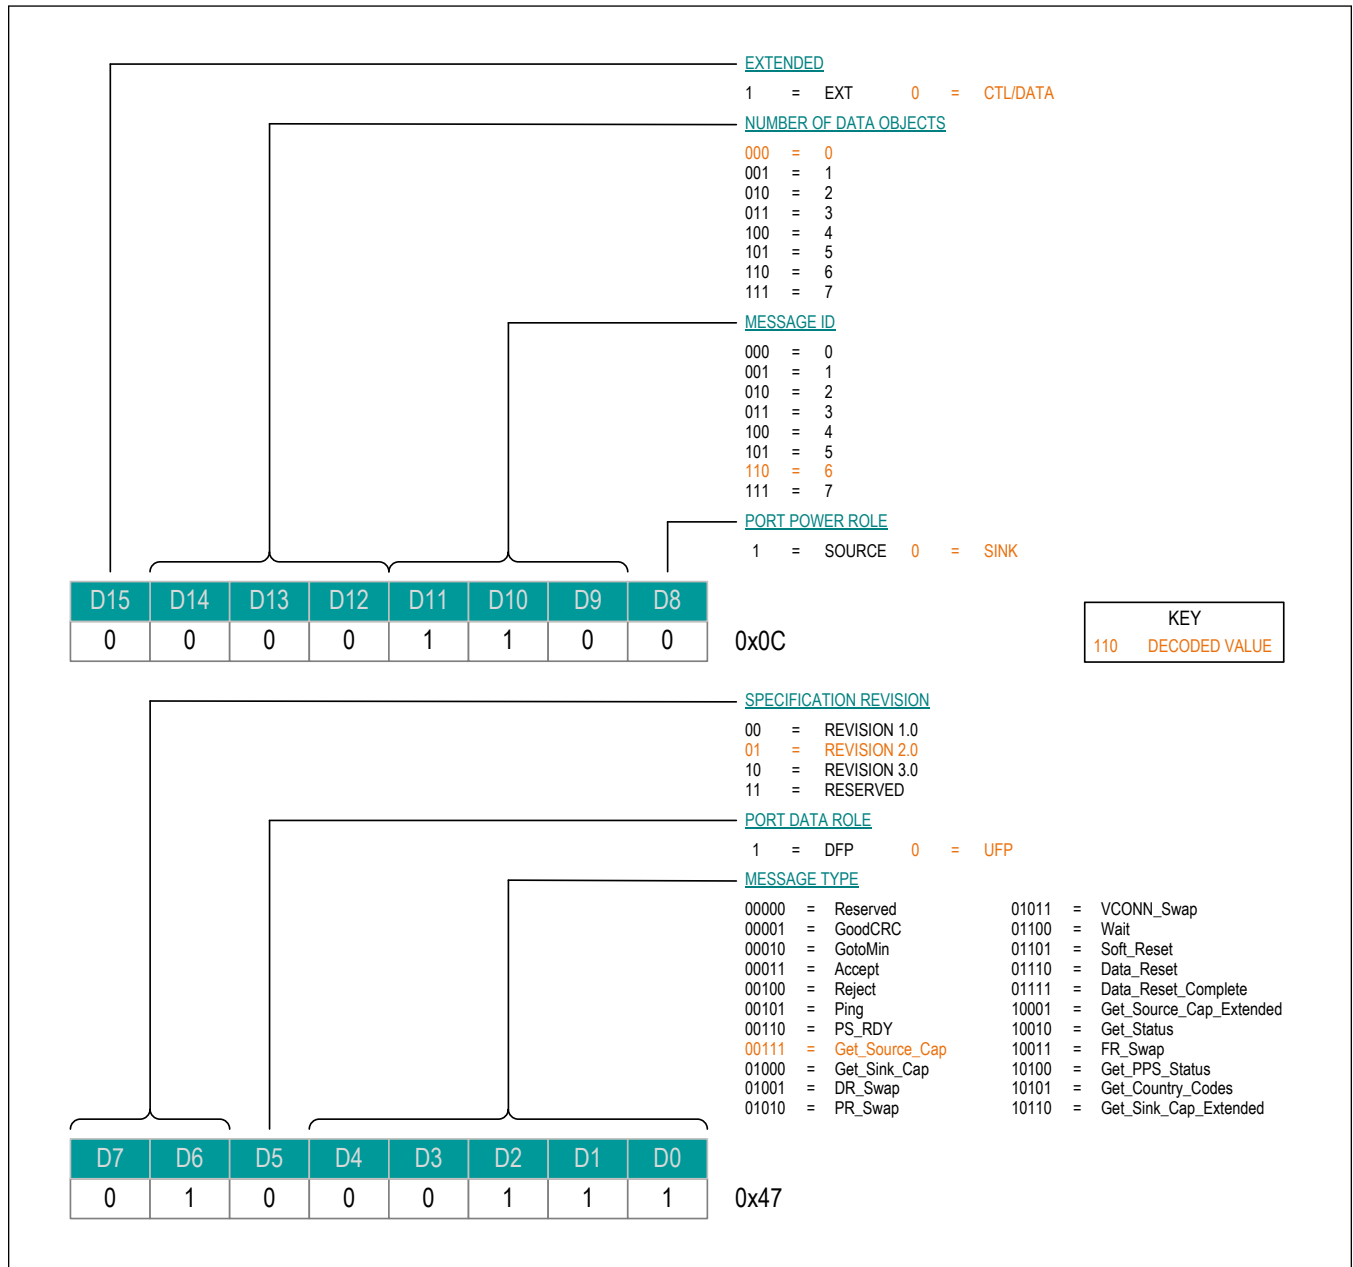 EXTENDED
1 = EXT 0 = CTL/DATA
NUMBER OF DATA OBJECTS
000 = 0
001 = 1
010 = 2
011 = 3
100 = 4
101 = 5
110 = 6
111 = 7
MESSAGE ID
000 = 0
001 = 1
010 = 2
011 = 3
100 = 4
101 = 5
110 = 6
111 = 7
PORT POWER ROLE
1 = SOURCE 0 = SINK
D15 D14 D13 D12 D11 D10 D9 D8
0 0 0 0 1 1 0 0 0x0C
KEY
110 DECODED VALUE
SPECIFICATION REVISION
00 = REVISION 1.0
01 = REVISION 2.0
10 = REVISION 3.0
11 = RESERVED
PORT DATA ROLE
1 = DFP 0 = UFP
MESSAGE TYPE
00000 = Reserved
00001 = GoodCRC
00010 = GotoMin
00011 = Accept
00100 = Reject
00101 = Ping
00110 = PS_RDY
00111 = Get_Source_Cap
01000 = Get_Sink_Cap
01001 = DR_Swap
01010 = PR_Swap
01011 = VCONN_Swap
01100 = Wait
01101 = Soft_Reset
01110 = Data_Reset
01111 = Data_Reset_Complete
10001 = Get_Source_Cap_Extended
10010 = Get_Status
10011 = FR_Swap
10100 = Get_PPS_Status
10101 = Get_Country_Codes
10110 = Get_Sink_Cap_Extended
D7 D6 D5 D4 D3 D2 D1 D0
0 1 0 0 0 1 1 1 0x47